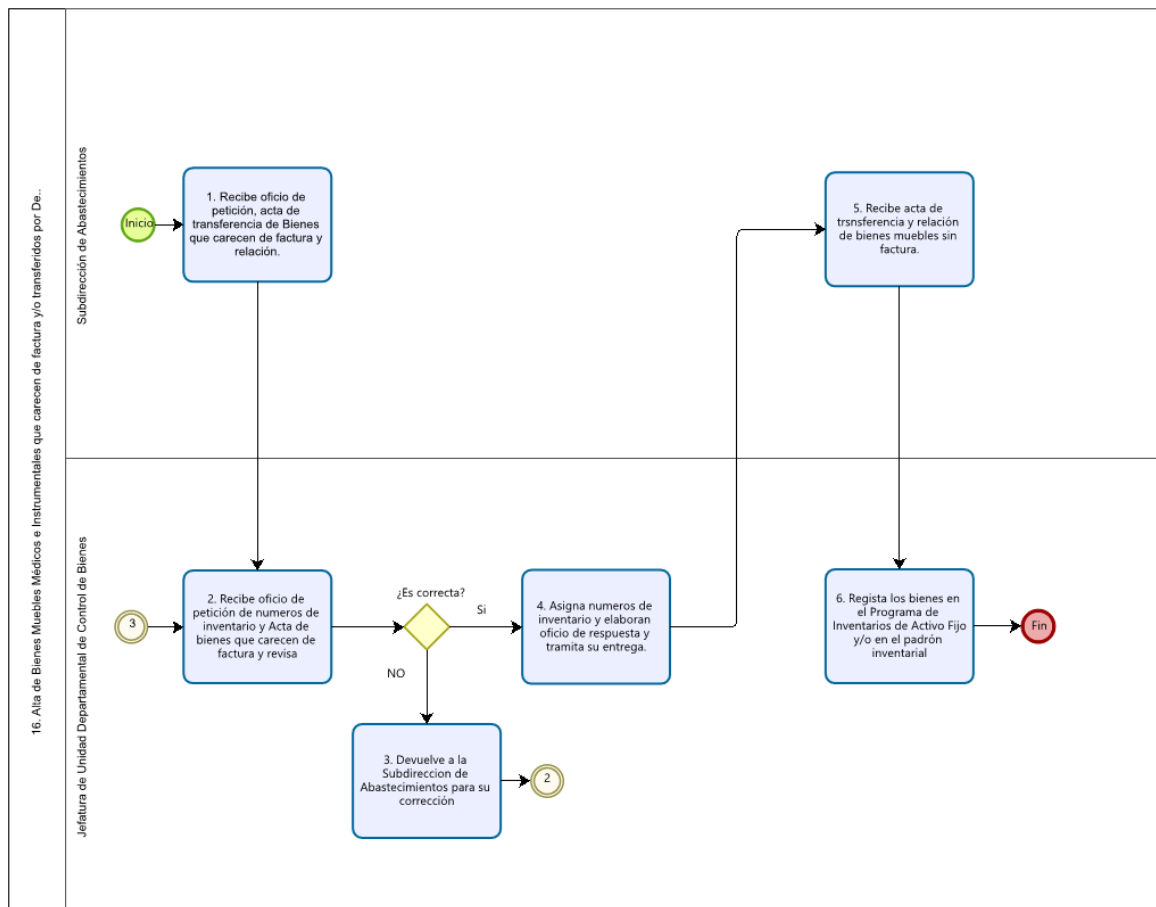 16. Alta de Bienes Muebles Médicos e Instrumentales que carecen de factura y/o transferidos por De..
Subdirección de Abastecimientos
Inicio
1. Recibe oficio de
petición, acta de
transferencia de Bienes
que carecen de factura y
relación.
5. Recibe acta de
trsnsferencia y relación
de bienes muebles sin
factura.
Jefatura de Unidad Departamental de Control de Bienes
3
2. Recibe oficio de
petición de numeros de
inventario y Acta de
bienes que carecen de
factura y revisa
¿Es correcta?
Si
NO
4. Asigna numeros de
inventario y elaboran
oficio de respuesta y
tramita su entrega.
6. Regista los bienes en
el Programa de
Inventarios de Activo Fijo
y/o en el padrón
inventarial
Fin
3. Devuelve a la
Subdireccion de
Abastecimientos para su
corrección
2